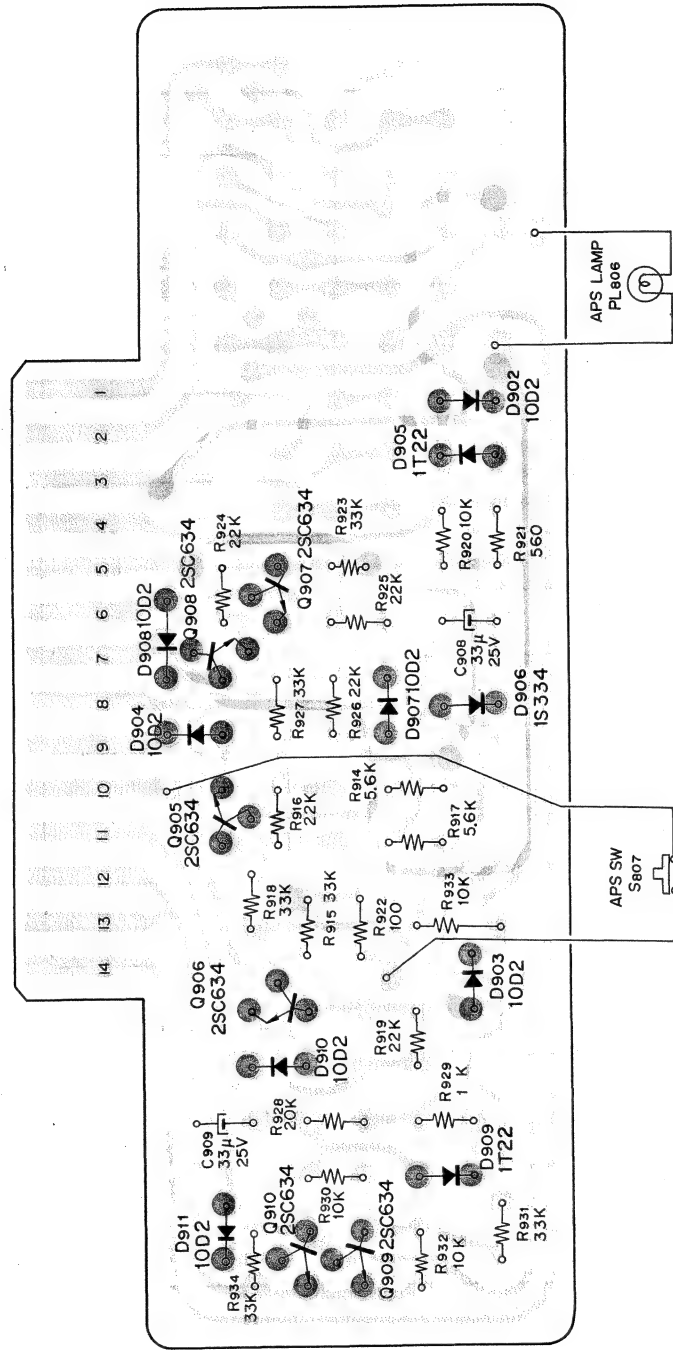 1
2
3
4
5
6
7
8
9
10
11
12
13
14
APS LAMP
PL806
D902
10D2
D905
1T22
R923
33K
R924
22K
Q907 2SC634
Q908 2SC634
D908 10D2
R920 10K
R921
560
R925
22K
C908
33μ
25V
D904
10D2
R927 33K
R926 22K
D907 10D2
D906
1S334
Q905
2SC634
R916
22K
R914
5.6K
R917
5.6K
APS SW
S807
R918
33K
R915 33K
R922
100
R933
10K
Q906
2SC634
D903
10D2
R919
22K
D910
10D2
R929
1 K
C909
33μ
25V
R928
20K
D909
1T22
D911
10D2
Q910
2SC634
R930
10K
R934
33K
Q909 2SC634
R932
10K
R931
33K